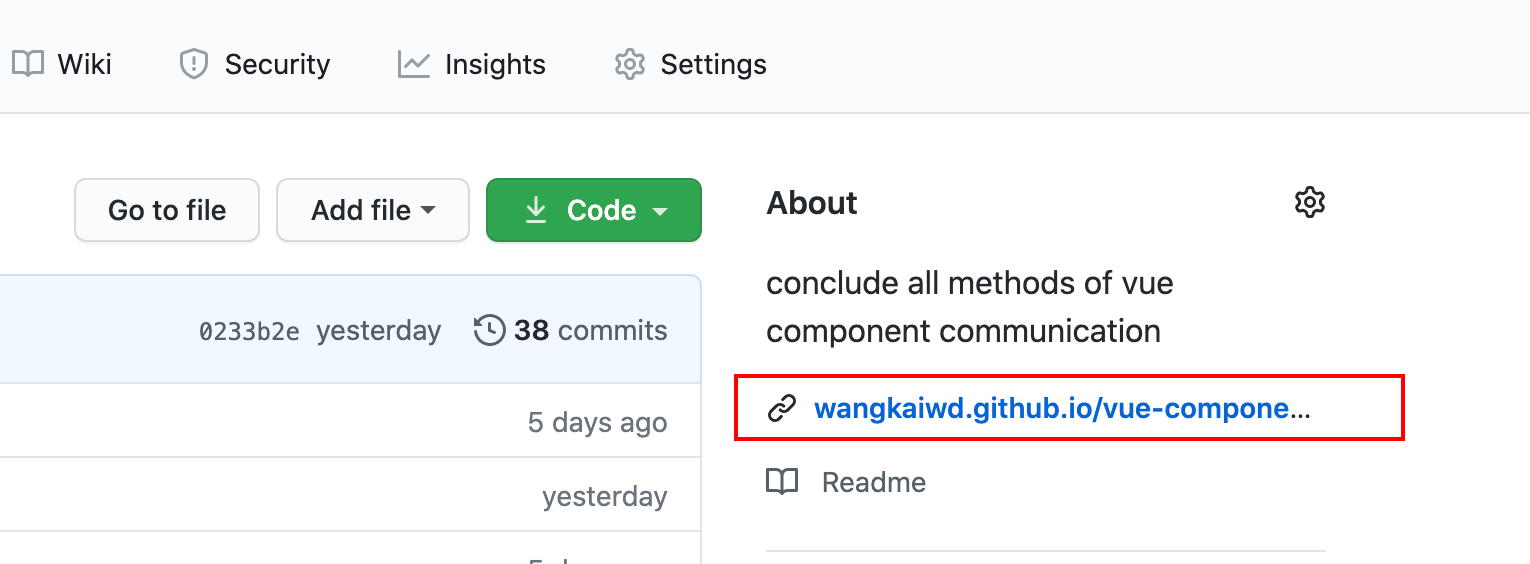 Wiki Security Insights Settings
Go to file Add file Code
About
conclude all methods of vue
component communication
0233b2e yesterday 38 commits
wangkaiwd.github.io/vue-compone...
5 days ago
Readme
yesterday